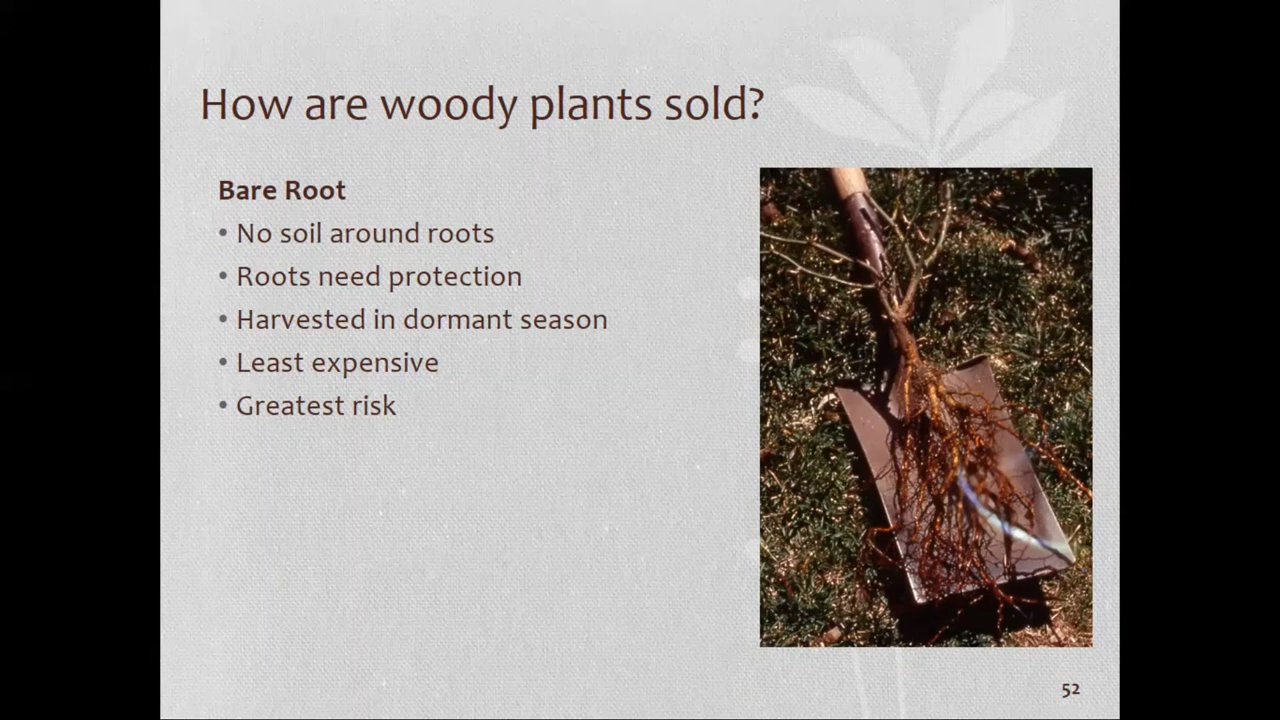 How are woody plants sold?
Bare Root
• No soil around roots
• Roots need protection
• Harvested in dormant season
• Least expensive
• Greatest risk
52